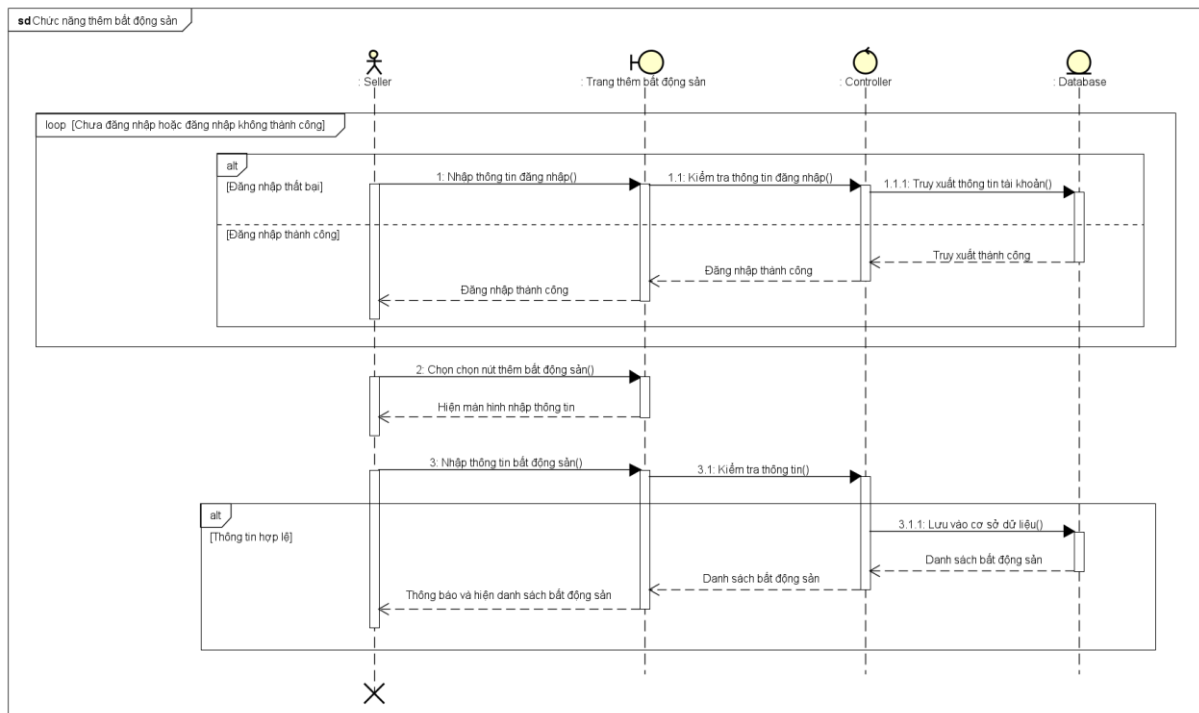 sd Chức năng thêm bất động sản
: Seller
: Trang thêm bất động sản
: Controller
: Database
loop [Chưa đăng nhập hoặc đăng nhập không thành công]
alt
[Đăng nhập thất bại]
1: Nhập thông tin đăng nhập()
1.1: Kiểm tra thông tin đăng nhập()
1.1.1: Truy xuất thông tin tài khoản()
[Đăng nhập thành công]
Truy xuất thành công
Đăng nhập thành công
Đăng nhập thành công
2: Chọn chọn nút thêm bất động sản()
Hiện màn hình nhập thông tin
3: Nhập thông tin bất động sản()
3.1: Kiểm tra thông tin()
alt
[Thông tin hợp lệ]
3.1.1: Lưu vào cơ sở dữ liệu()
Danh sách bất động sản
Danh sách bất động sản
Thông báo và hiện danh sách bất động sản